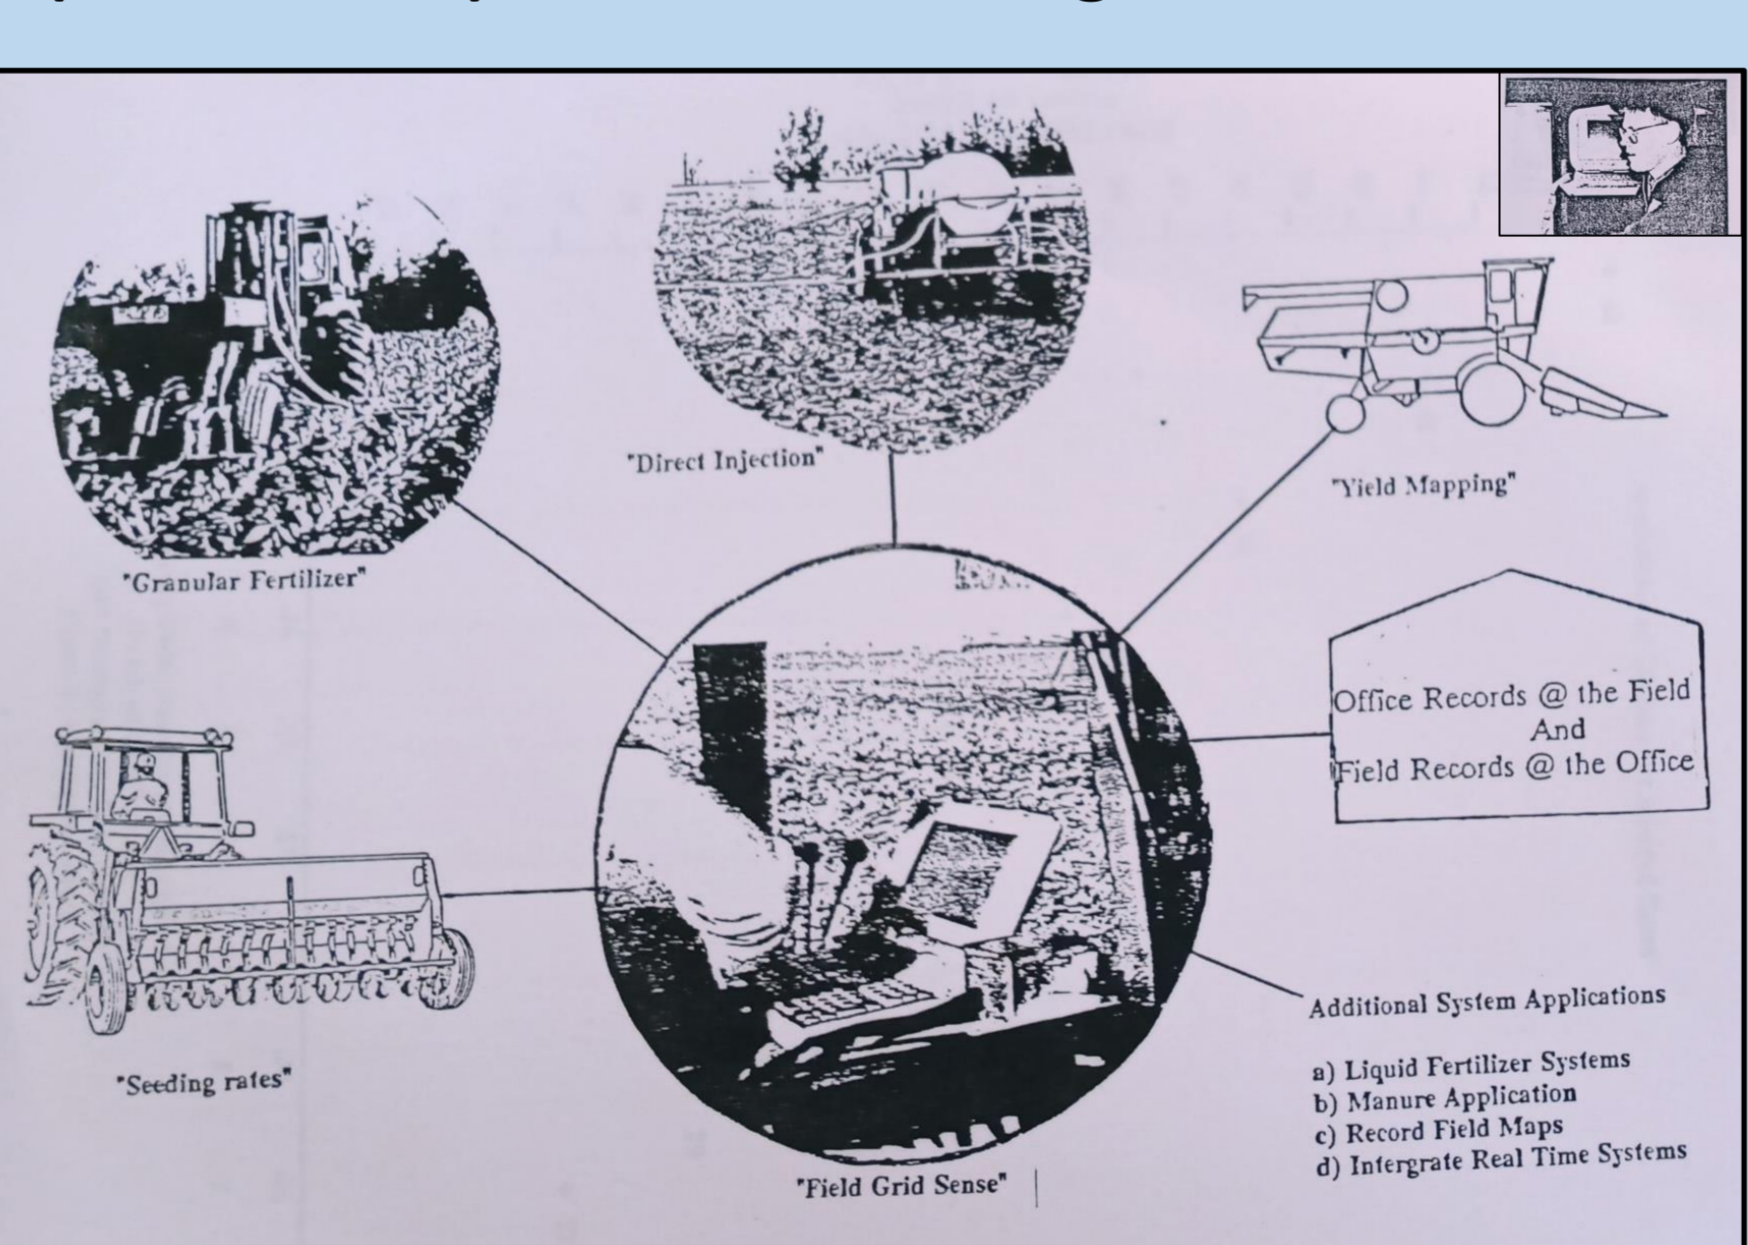 "Direct Injection"
"Yield Mapping"
"Granular Fertilizer"
Office Records @ the Field
And
Field Records @ the Office
"Seeding rates"
Additional System Applications
a) Liquid Fertilizer Systems
b) Manure Application
c) Record Field Maps
d) Intergrate Real Time Systems
"Field Grid Sense"